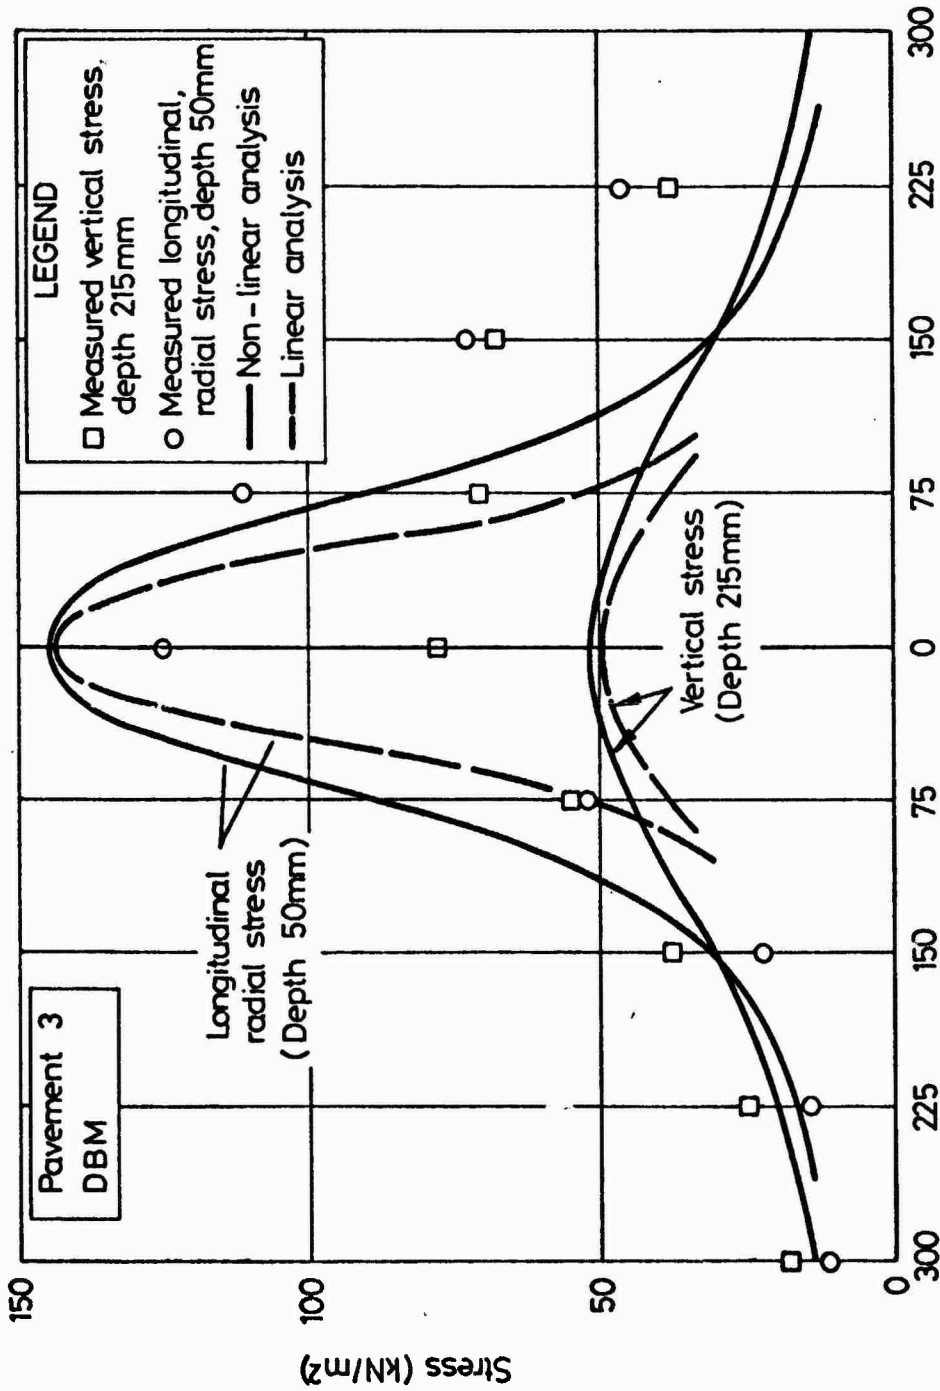 Pavement 3
DBM
LEGEND
Measured vertical stress,
depth 215mm
Measured longitudinal,
radial stress, depth 50mm
Non-linear analysis
Linear analysis
Longitudinal
radial stress
(Depth 50mm)
Vertical stress
(Depth 215mm)
Stress (kN/m²)
150
100
50
0
300
225
150
75
0
75
150
225
300